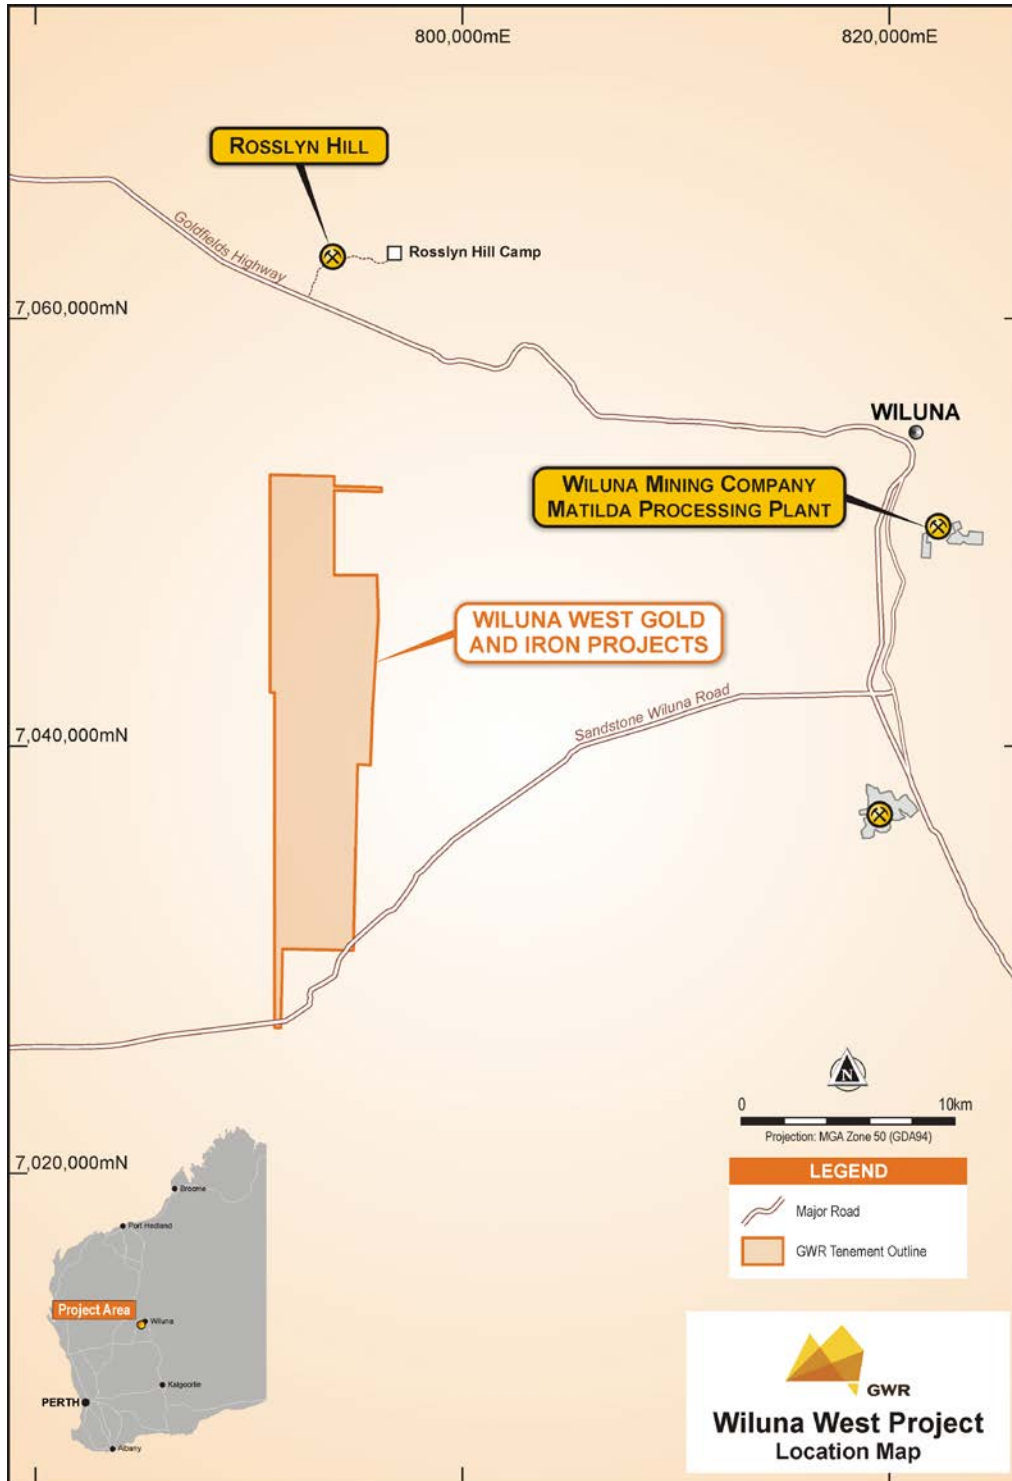 800,000mE
820,000mE
ROSSLYN HILL
Goldfields Highway
Rosslyn Hill Camp
7,060,000mN
WILUNA
WILUNA MINING COMPANY
MATILDA PROCESSING PLANT
WILUNA WEST GOLD
AND IRON PROJECTS
Sandstone Wiluna Road
7,040,000mN
N
0 10km
Projection: MGA Zone 50 (GDA94)
7,020,000mN
LEGEND
Major Road
GWR Tenement Outline
Broome
Port Hedland
Project Area
Wiluna
Kalgoorlie
PERTH
Albany
GWR
Wiluna West Project
Location Map